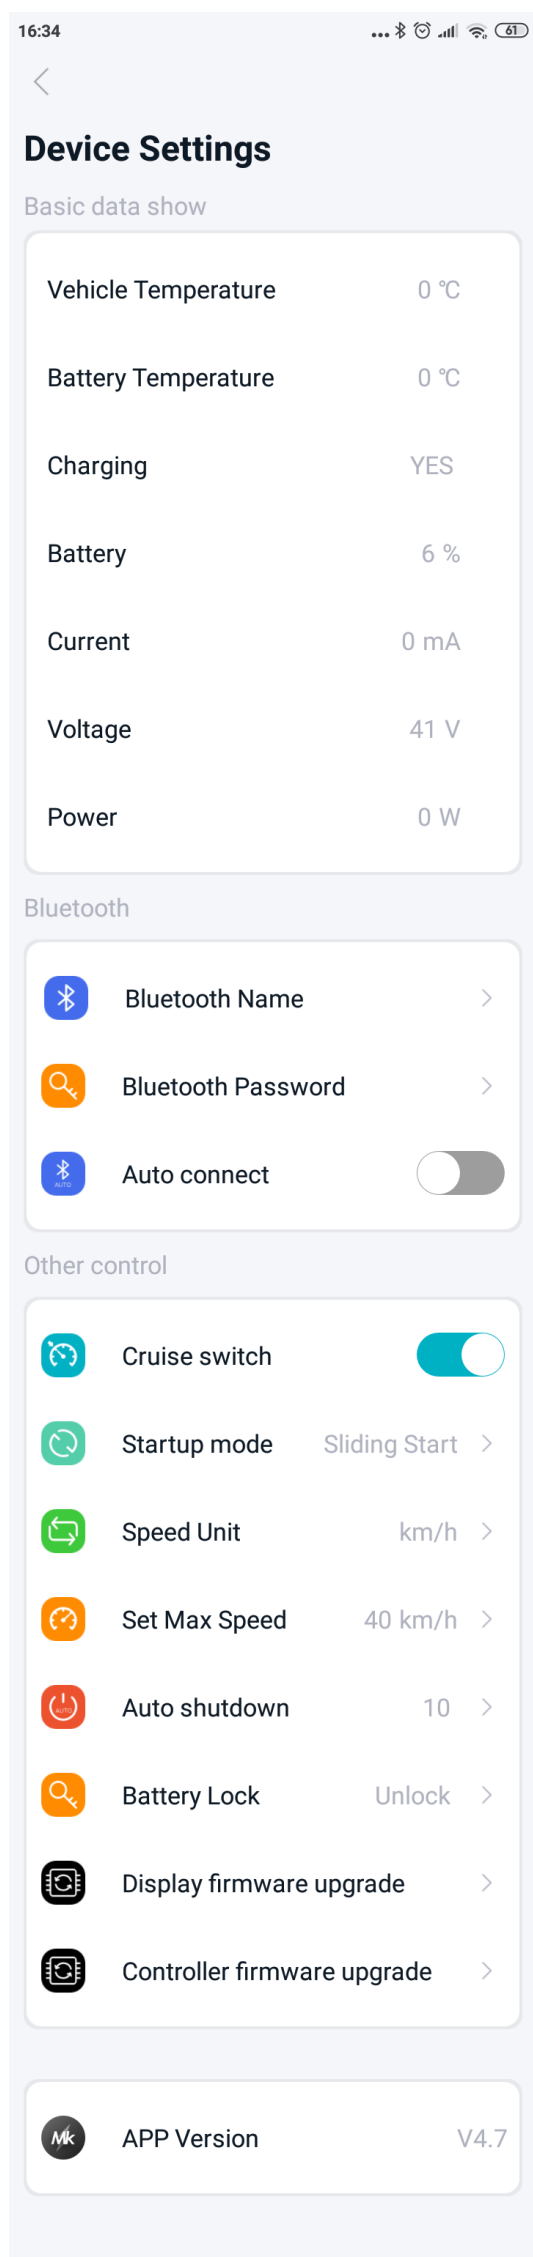 16:34
61
Device Settings
Basic data show
Vehicle Temperature 0 ℃
Battery Temperature 0 ℃
Charging YES
Battery 6 %
Current 0 mA
Voltage 41 V
Power 0 W
Bluetooth
Bluetooth Name
Bluetooth Password
AUTO
Auto connect
Other control
Cruise switch
Startup mode Sliding Start
Speed Unit km/h
Set Max Speed 40 km/h
AUTO
Auto shutdown 10
Battery Lock Unlock
Display firmware upgrade
Controller firmware upgrade
Mk
APP Version V4.7